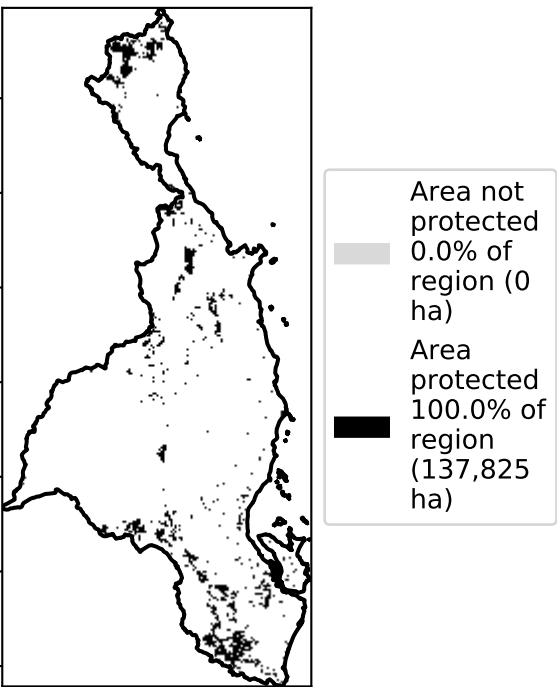 Area not
protected
0.0% of
region (0
ha)
Area
protected
100.0% of
region
(137,825
ha)